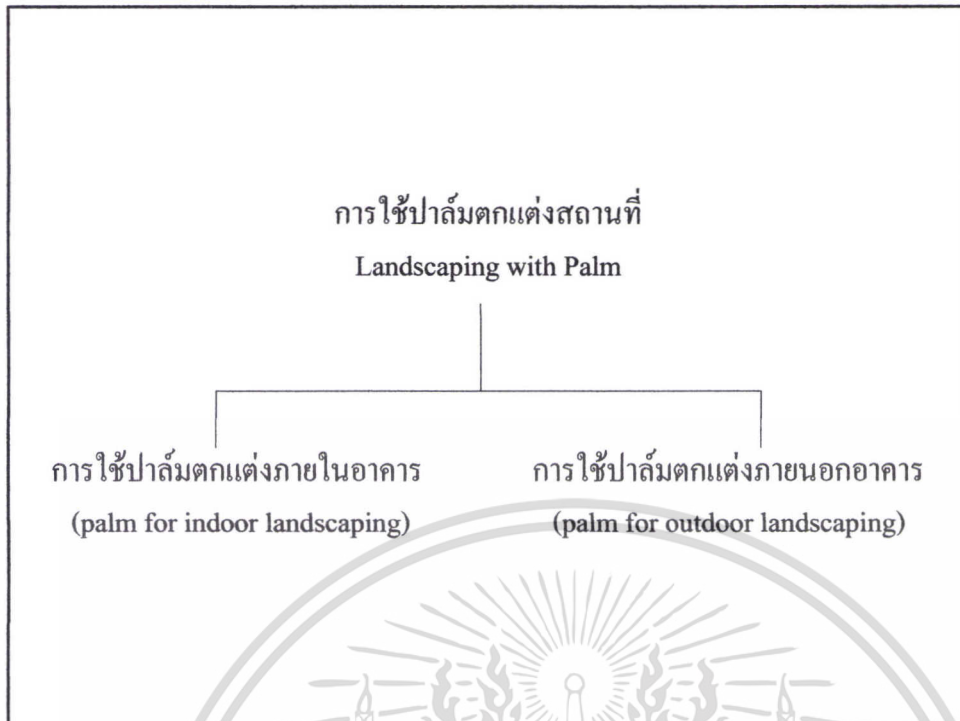 การใช้ปาล์มตกแต่งสถานที่
Landscaping with Palm
การใช้ปาล์มตกแต่งภายในอาคาร
(palm for indoor landscaping)
การใช้ปาล์มตกแต่งภายนอกอาคาร
(palm for outdoor landscaping)